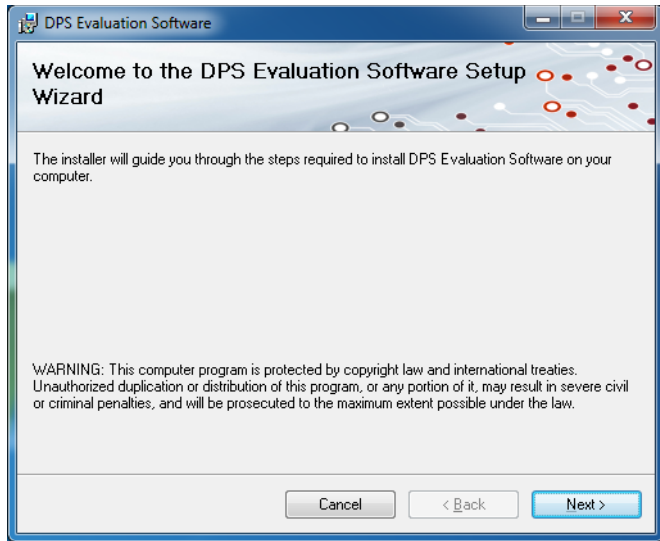 DPS Evaluation Software
Welcome to the DPS Evaluation Software Setup
Wizard
The installer will guide you through the steps required to install DPS Evaluation Software on your
computer.
WARNING: This computer program is protected by copyright law and international treaties.
Unauthorized duplication or distribution of this program, or any portion of it, may result in severe civil
or criminal penalties, and will be prosecuted to the maximum extent possible under the law.
Cancel < Back Next >